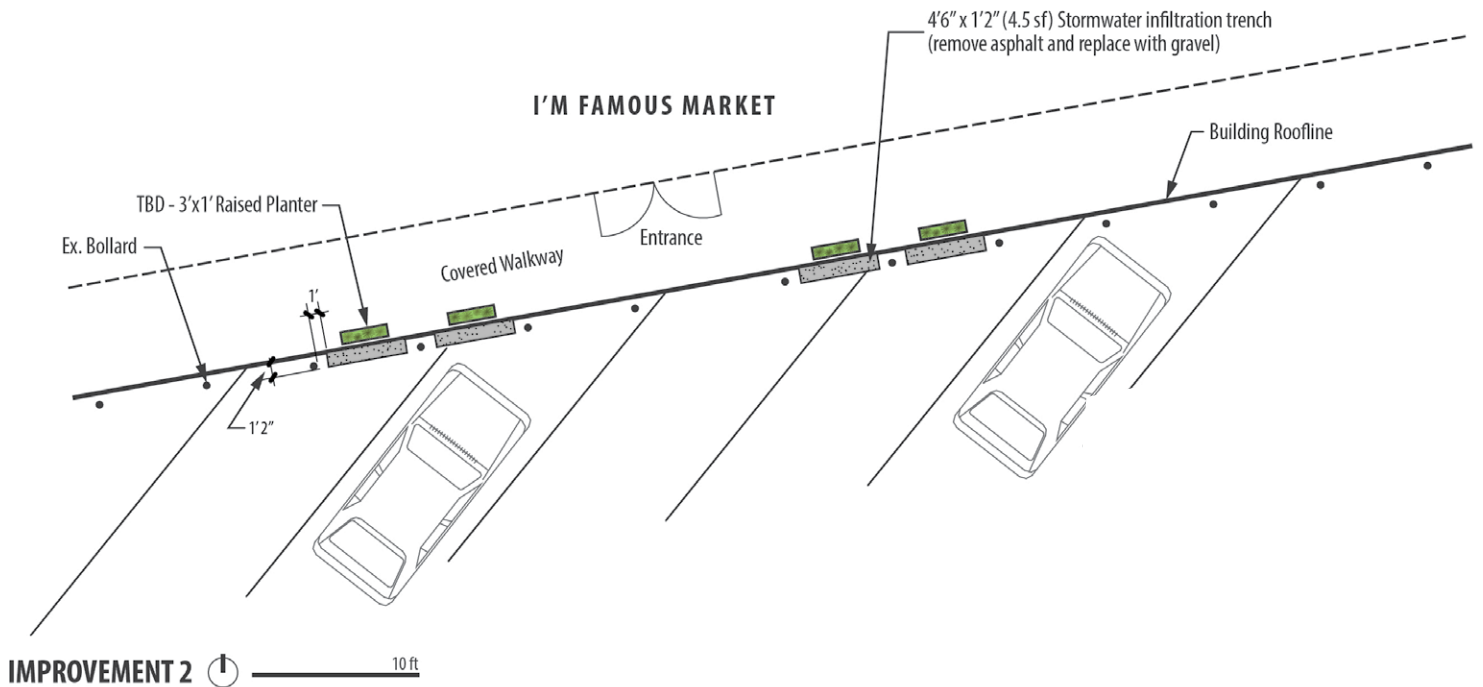 4'6" x 1'2" (4.5 sf) Stormwater infiltration trench
(remove asphalt and replace with gravel)
I'M FAMOUS MARKET
Building Roofline
TBD - 3'x1' Raised Planter
Ex. Bollard
Entrance
Covered Walkway
1'
1'2"
IMPROVEMENT 2
10 ft